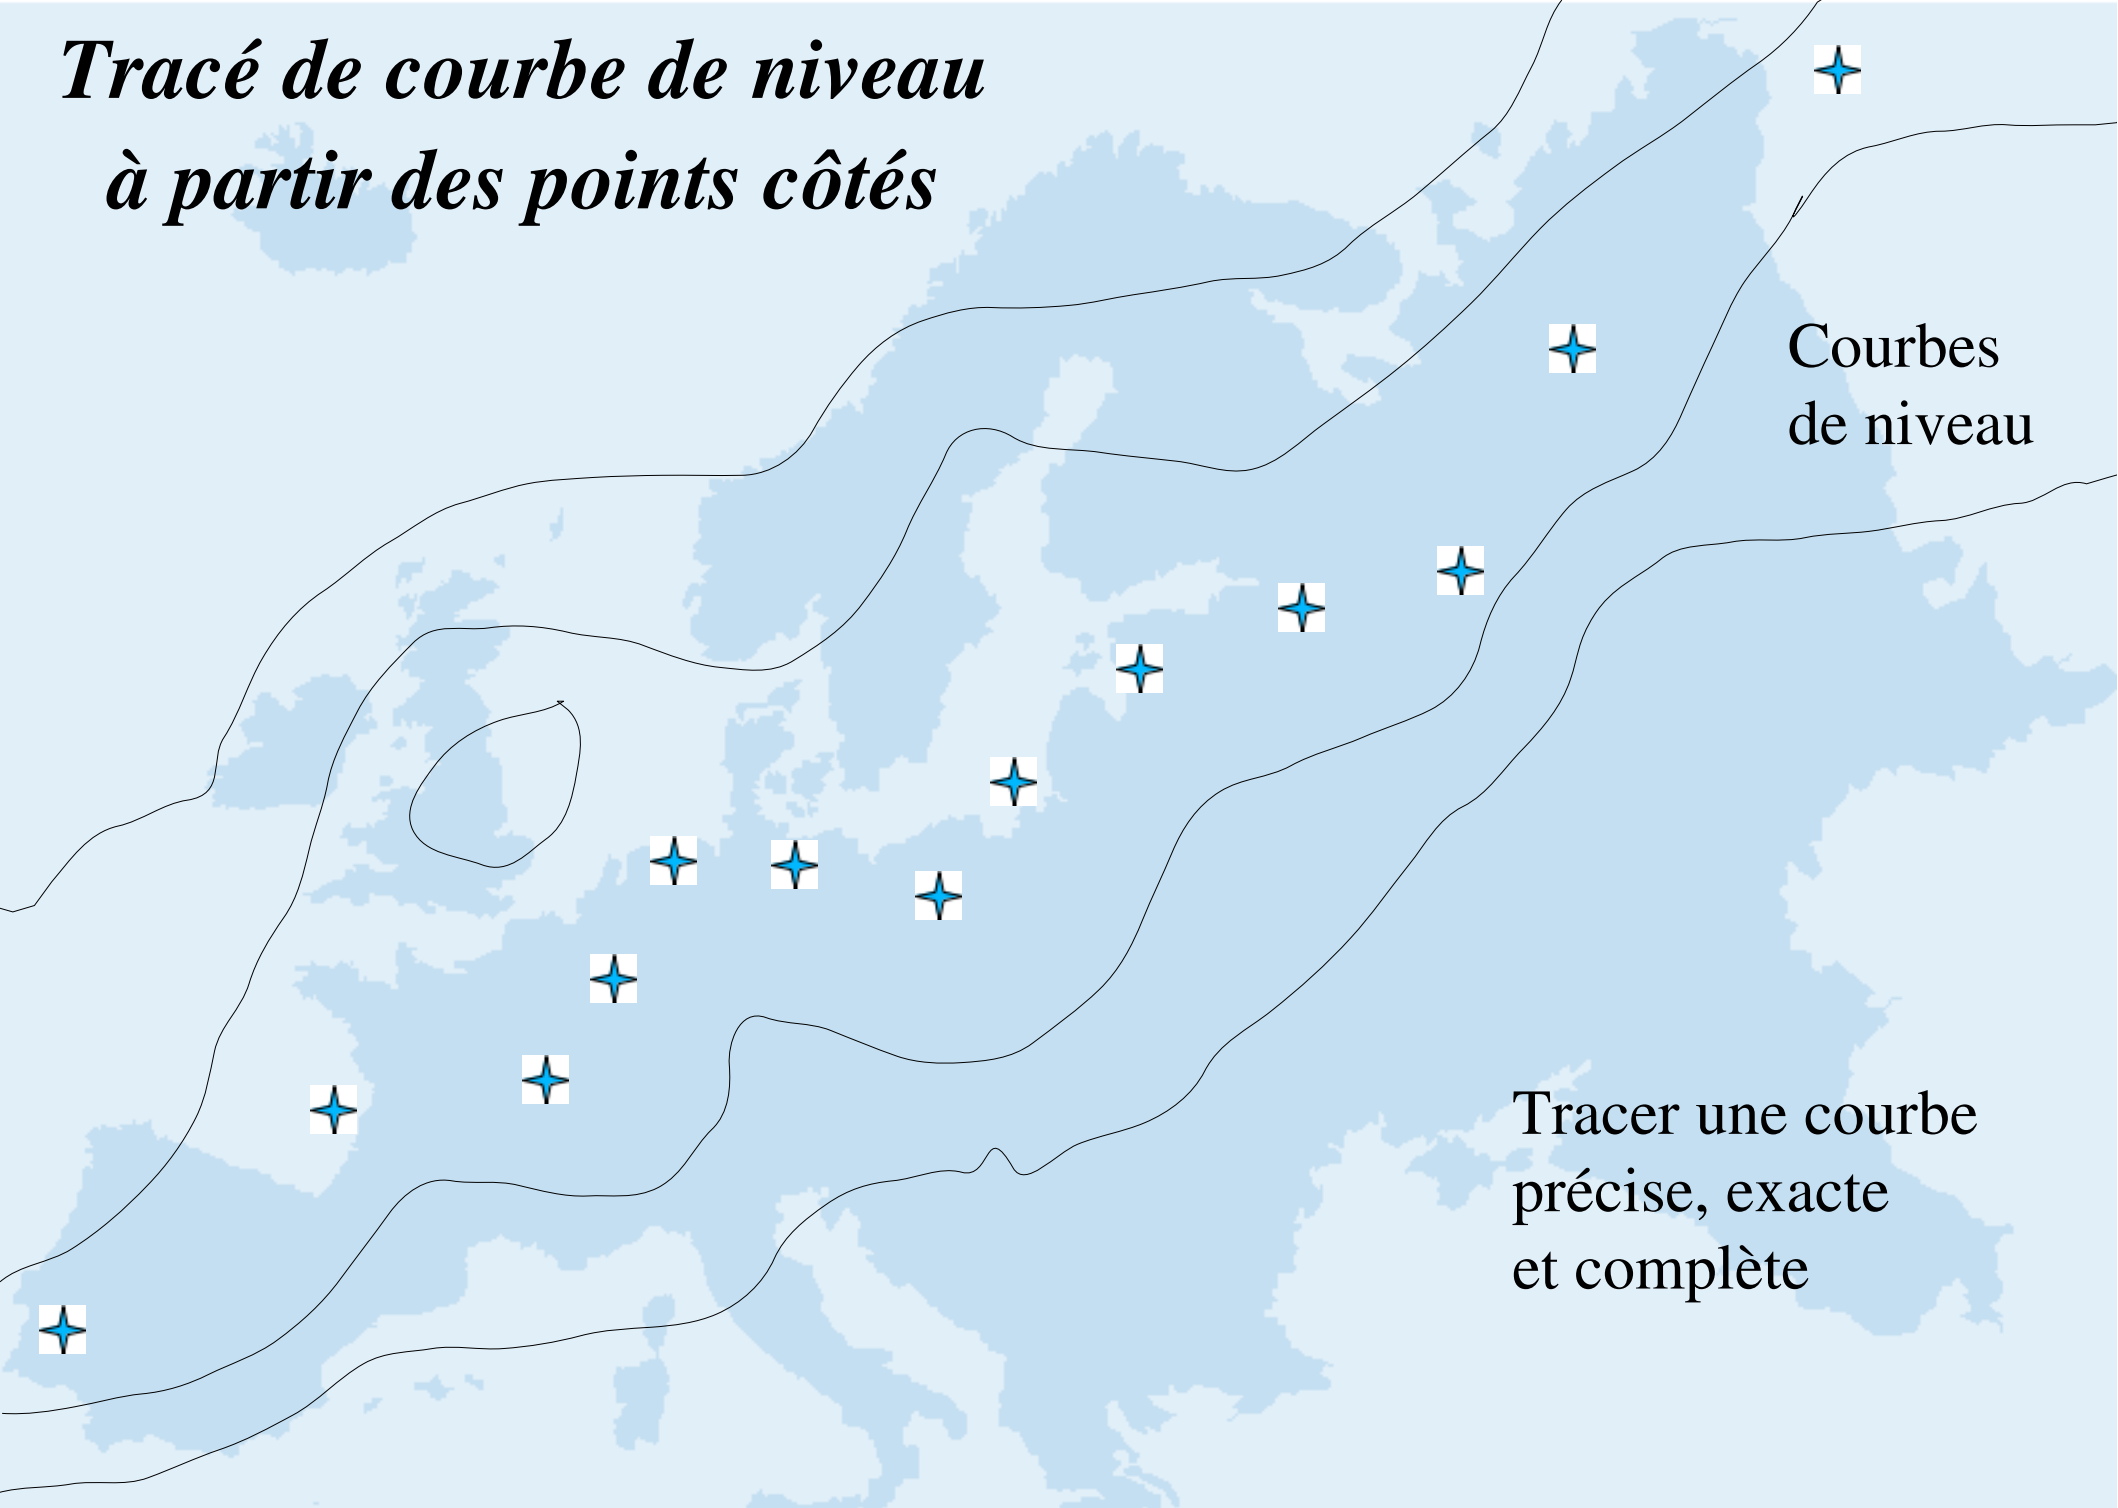 Tracé de courbe de niveau
à partir des points côtés
Courbes
de niveau
Tracer une courbe
précise, exacte
et complète